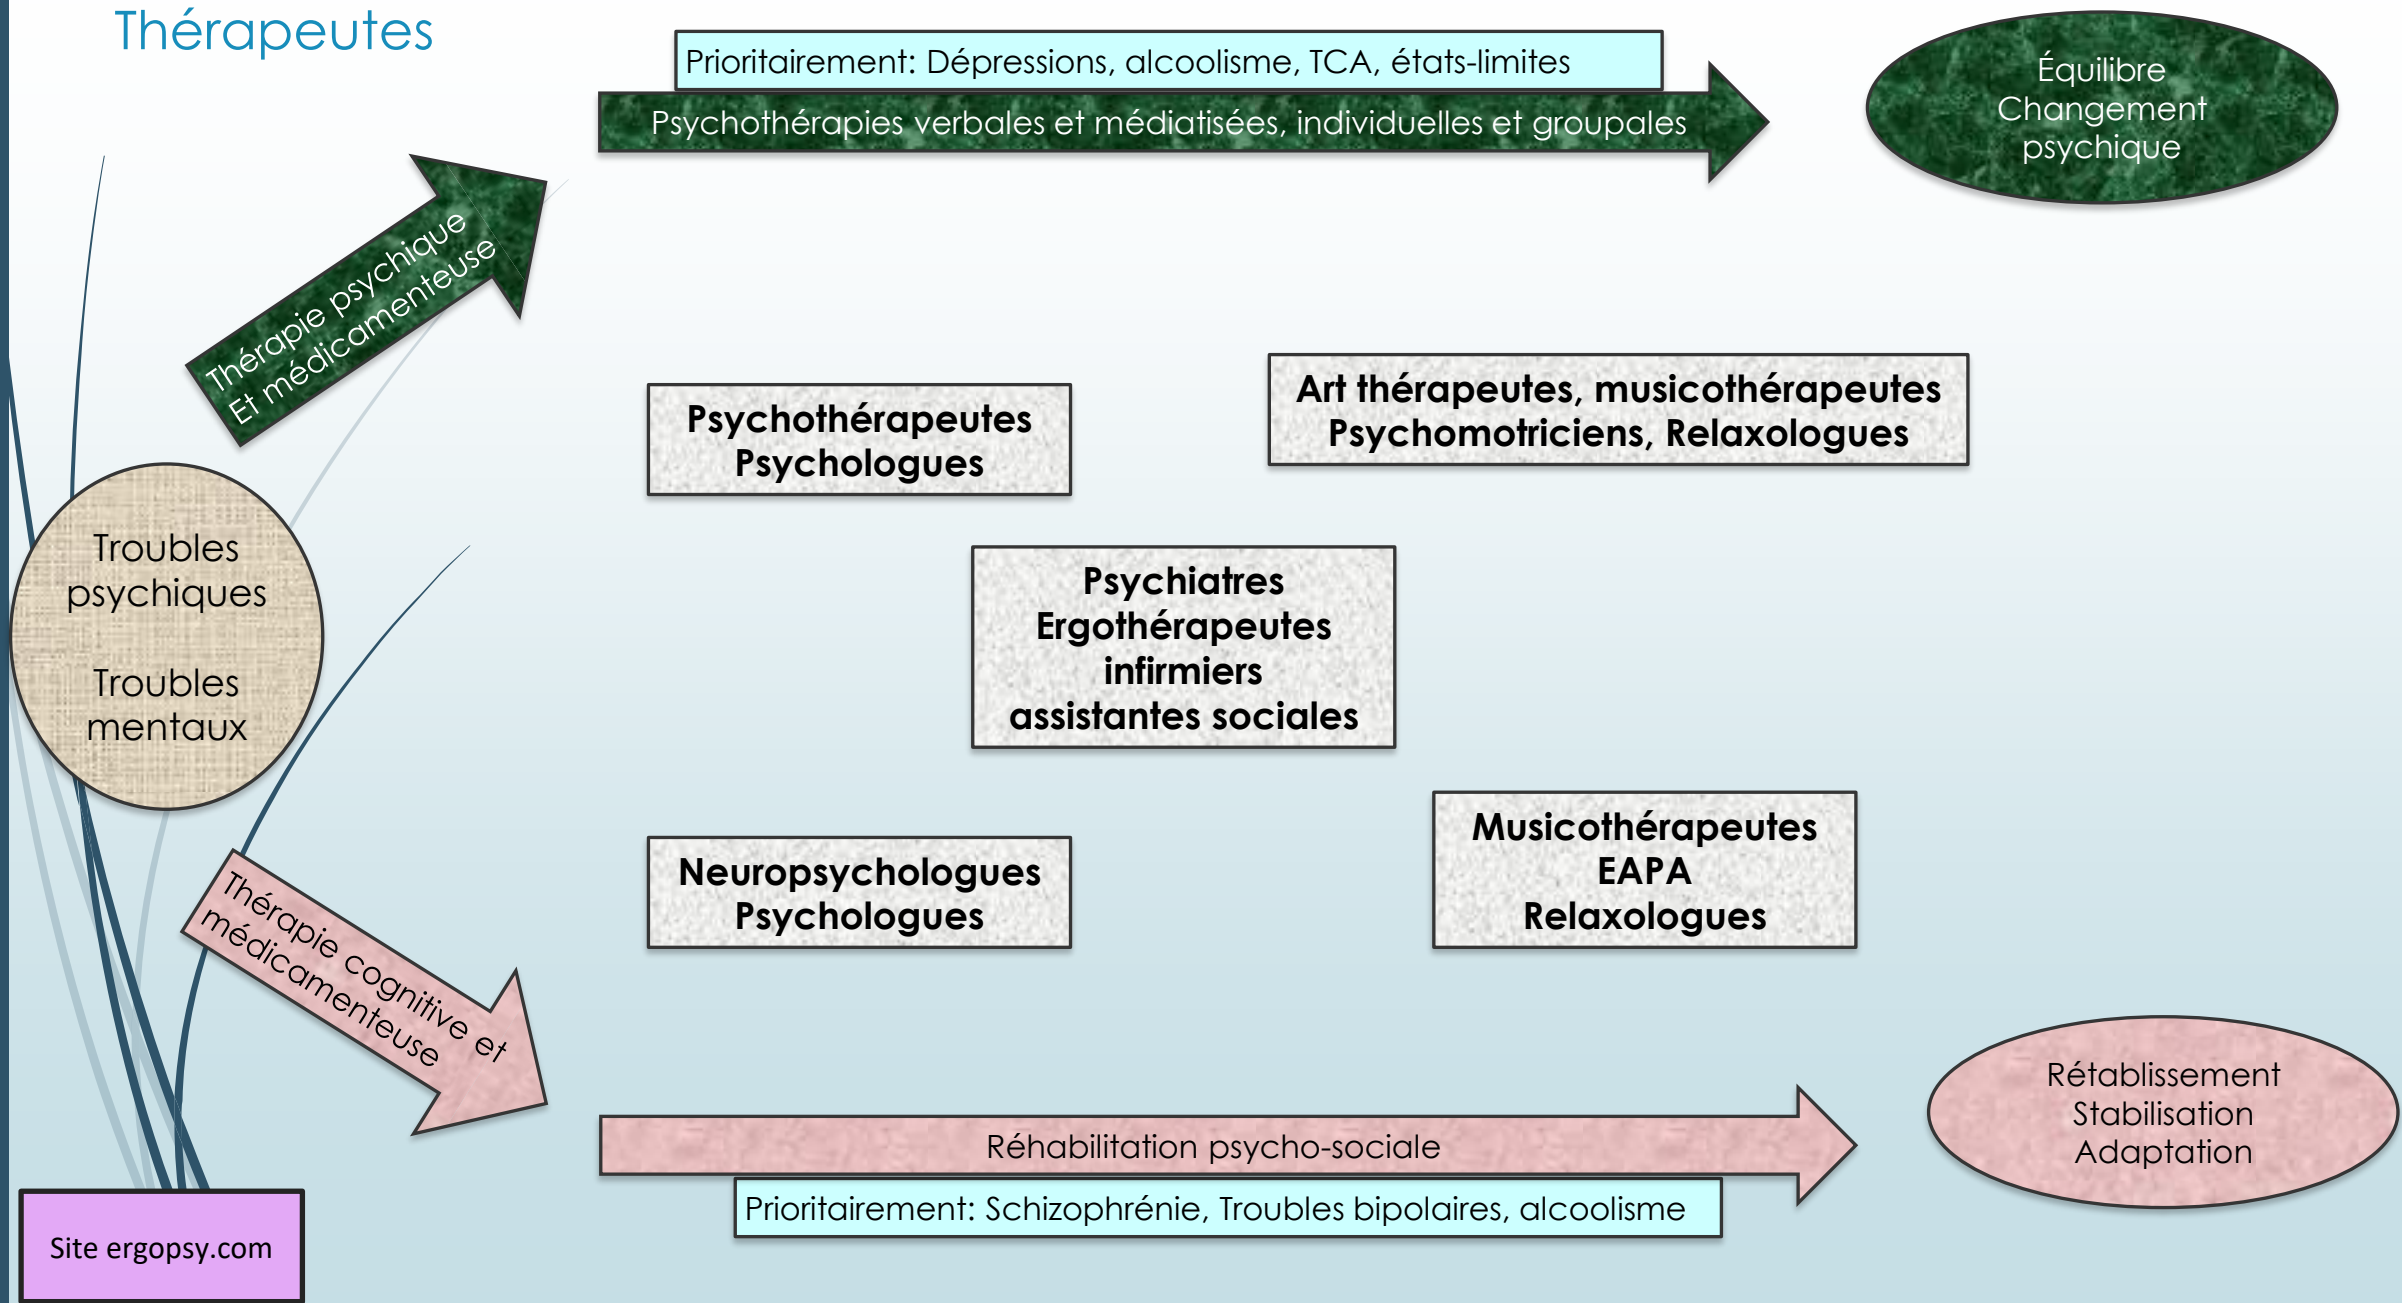 Thérapeutes
Prioritairement: Dépressions, alcoolisme, TCA, états-limites
Psychothérapies verbales et médiatisées, individuelles et groupales
Équilibre
Changement
psychique
Thérapie psychique
Et médicamenteuse
Psychothérapeutes
Psychologues
Art thérapeutes, musicothérapeutes
Psychomotriciens, Relaxologues
Troubles
psychiques
Troubles
mentaux
Psychiatres
Ergothérapeutes
infirmiers
assistantes sociales
Neuropsychologues
Psychologues
Musicothérapeutes
EAPA
Relaxologues
Thérapie cognitive et
médicamenteuse
Réhabilitation psycho-sociale
Prioritairement: Schizophrénie, Troubles bipolaires, alcoolisme
Rétablissement
Stabilisation
Adaptation
Site ergopsy.com